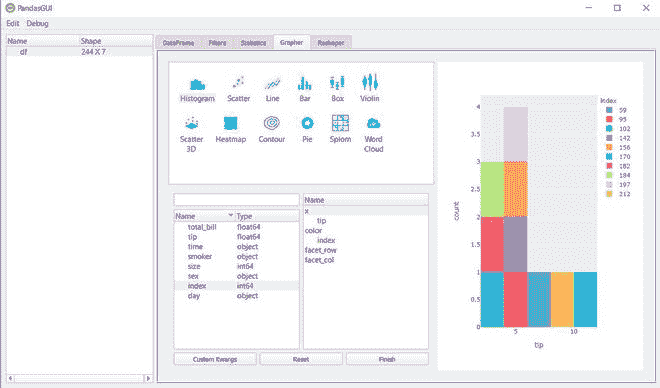 PandasGUI
Edit Debug
Name Shape
df 244 X 7
DataFrame Filters Statistics Grapher Reshaper
Histogram Scatter Line Bar Box Violin
Scatter 3D Heatmap Contour Pie Splom Word Cloud
Name Type
total_bill float64
tip float64
time object
smoker object
size int64
sex object
index int64
day object
Name
x
tip
color
index
facet_row
facet_col
Custom Kwargs Reset Finish
index
59
95
102
142
156
170
182
184
197
212
4
3.5
3
2.5
2
1.5
1
0.5
0
count
5 10
tip